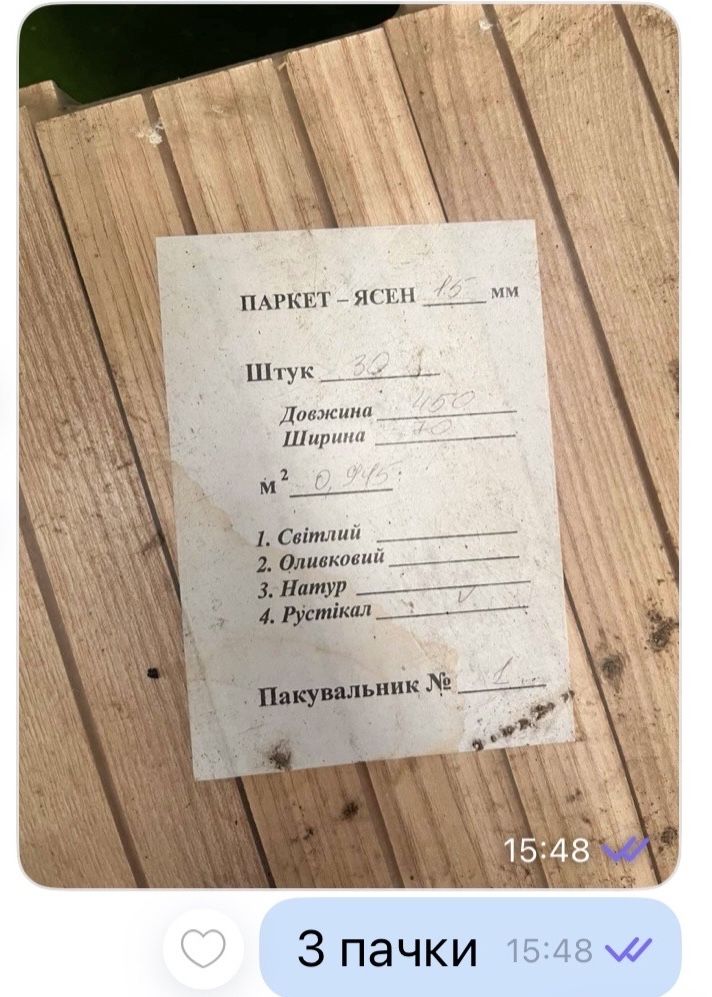 ПАРКЕТ – ЯСЕН 15 мм
Штук 30
Довжина 450
Ширина 70
м² 0,945
1. Світлий
2. Оливковий
3. Натур
4. Рустікал
Пакувальник № 1
15:48
3 пачки 15:48